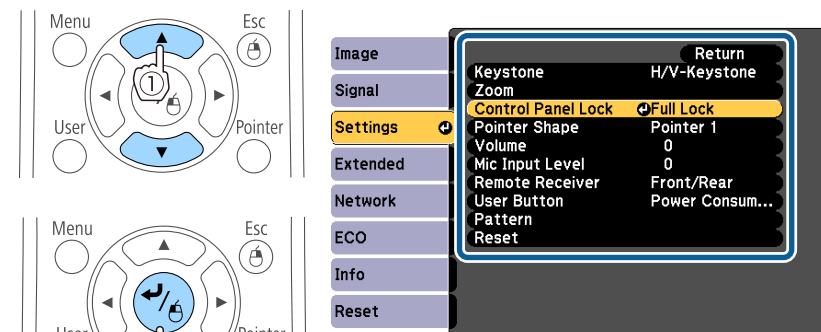 Menu
Esc
1
User
Pointer
Menu
Esc
User
Pointer
Image
Signal
Settings
Extended
Network
ECO
Info
Reset
Return
Keystone H/V-Keystone
Zoom
Control Panel Lock Full Lock
Pointer Shape Pointer 1
Volume 0
Mic Input Level 0
Remote Receiver Front/Rear
User Button Power Consum...
Pattern
Reset